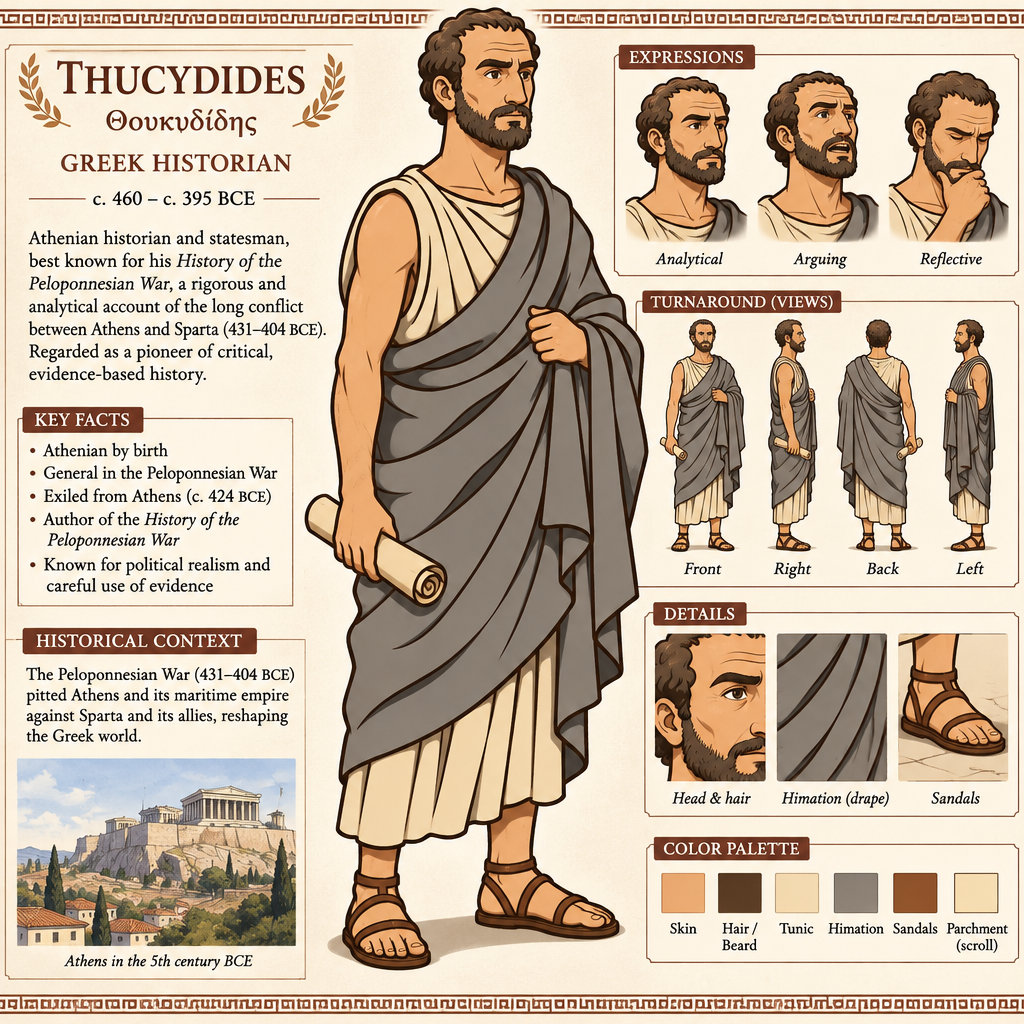 THUCYDIDES
Θουκυδίδης
GREEK HISTORIAN
c. 460 – c. 395 BCE
Athenian historian and statesman,
best known for his History of the
Peloponnesian War, a rigorous and
analytical account of the long conflict
between Athens and Sparta (431–404 BCE).
Regarded as a pioneer of critical,
evidence-based history.
KEY FACTS
• Athenian by birth
• General in the Peloponnesian War
• Exiled from Athens (c. 424 BCE)
• Author of the History of the
Peloponnesian War
• Known for political realism and
careful use of evidence
HISTORICAL CONTEXT
The Peloponnesian War (431–404 BCE)
pitted Athens and its maritime empire
against Sparta and its allies, reshaping
the Greek world.
Athens in the 5th century BCE
EXPRESSIONS
Analytical Arguing Reflective
TURNAROUND (VIEWS)
Front Right Back Left
DETAILS
Head & hair Himation (drape) Sandals
COLOR PALETTE
Skin Hair / Tunic Himation Sandals Parchment
Beard (scroll)